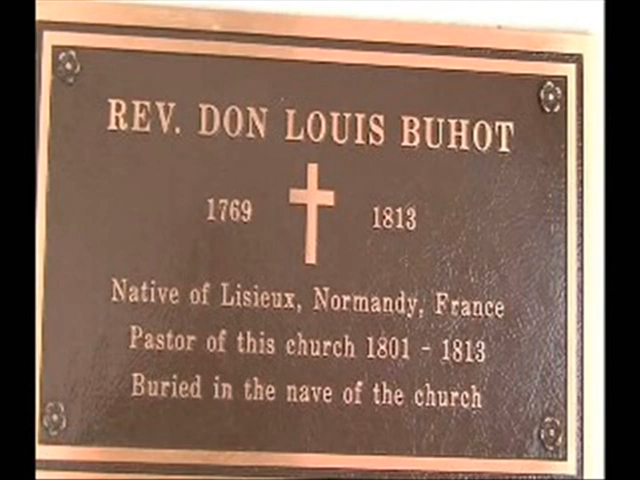 REV. DON LOUIS BUHOT
1769 1813
Native of Lisieux, Normandy, France
Pastor of this church 1801 - 1813
Buried in the nave of the church